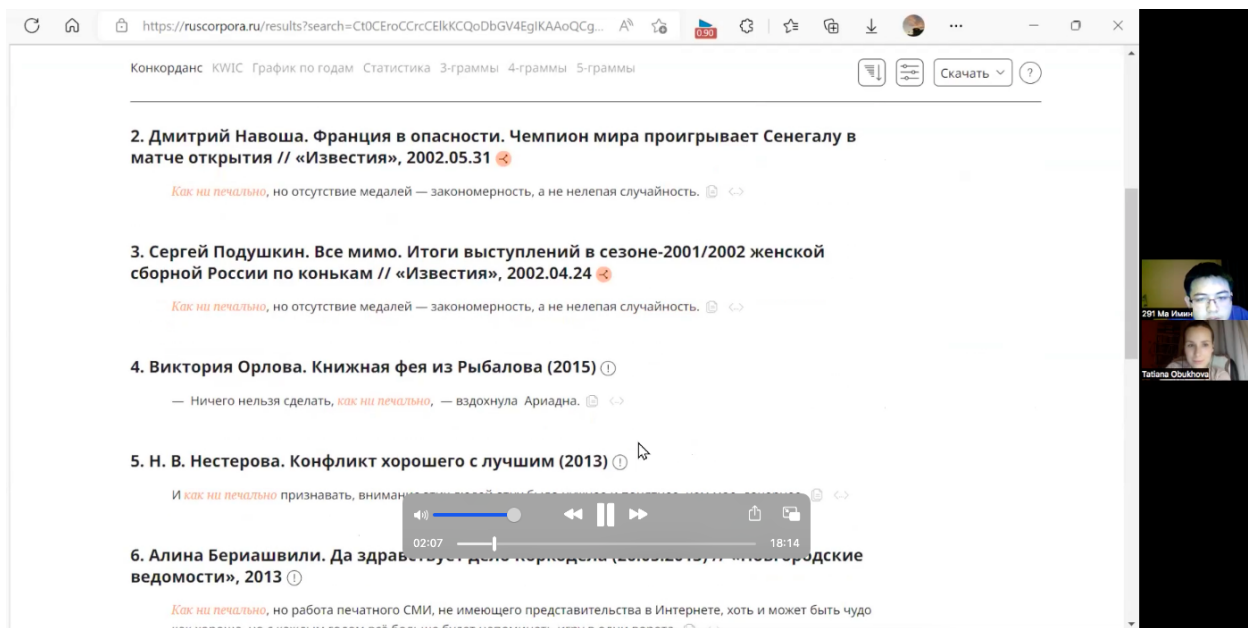 https://ruscorpora.ru/results?search=Ct0CEroCCrcCElkKCQoDbGV4EgIKAAoQCg...
0.90
Конкорданс KWIC График по годам Статистика 3-граммы 4-граммы 5-граммы
Скачать
?
2. Дмитрий Навоша. Франция в опасности. Чемпион мира проигрывает Сенегалу в
матче открытия // «Известия», 2002.05.31
Как ни печально, но отсутствие медалей — закономерность, а не нелепая случайность.
3. Сергей Подушкин. Все мимо. Итоги выступлений в сезоне-2001/2002 женской
сборной России по конькам // «Известия», 2002.04.24
Как ни печально, но отсутствие медалей — закономерность, а не нелепая случайность.
291 Ма Имин
Tatiana Obukhova
4. Виктория Орлова. Книжная фея из Рыбалова (2015)
— Ничего нельзя сделать, как ни печально, — вздохнула Ариадна.
5. Н. В. Нестерова. Конфликт хорошего с лучшим (2013)
И как ни печально признавать,
02:07
18:14
6. Алина Бериашвили. Да
ведомости», 2013
Как ни печально, но работа печатного СМИ, не имеющего представительства в Интернете, хоть и может быть чудо